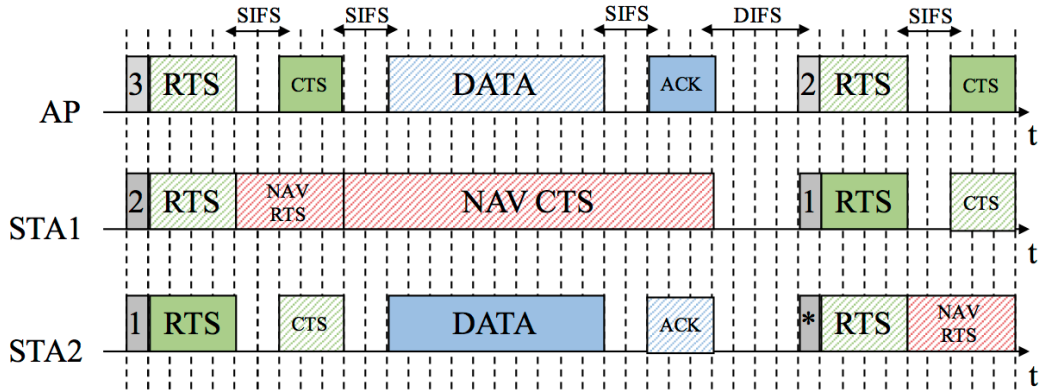 SIFS SIFS SIFS DIFS SIFS
AP 3 RTS CTS DATA ACK 2 RTS CTS
t
STA1 2 RTS NAV RTS NAV CTS 1 RTS CTS
t
STA2 1 RTS CTS DATA ACK * RTS NAV RTS
t